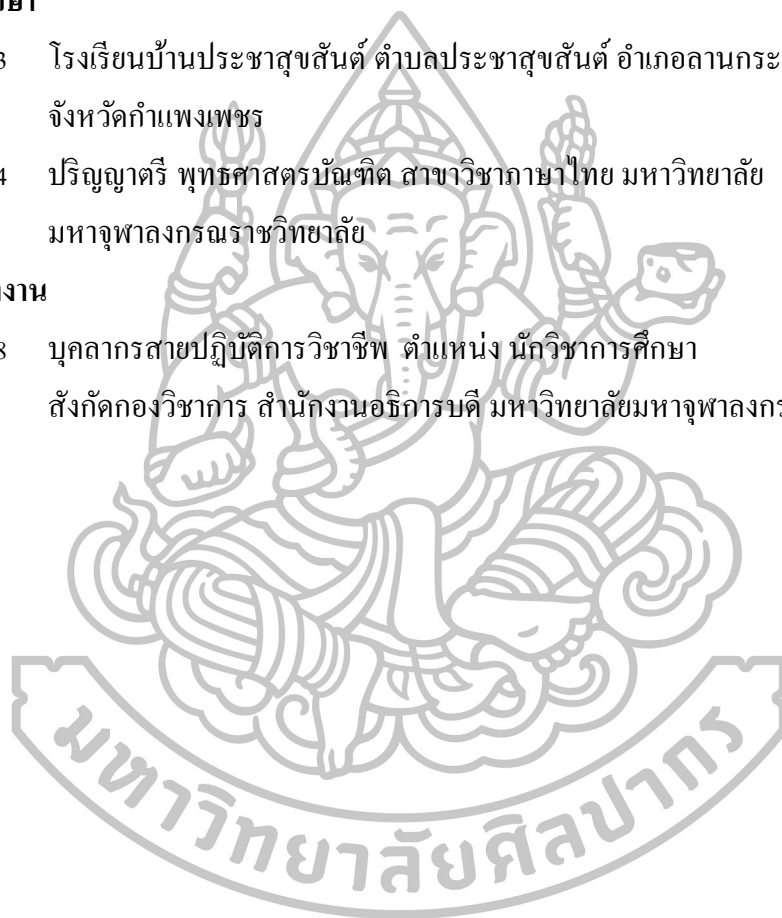 3 โรงเรียนบ้านประชาสุขสันต์ ตำบลประชาสุขสันต์ อำเภอลานกระ
จังหวัดกำแพงเพชร
4 ปริญญาตรี พุทธศาสตรบัณฑิต สาขาวิชาภาษาไทย มหาวิทยาลัย
มหาจุฬาลงกรณราชวิทยาลัย
งาน
8 บุคลากรสายปฏิบัติการวิชาชีพ ตำแหน่ง นักวิชาการศึกษา
สังกัดกองวิชาการ สำนักงานอธิการบดี มหาวิทยาลัยมหาจุฬาลงกร
มหาวิทยาลัยศิลปากร